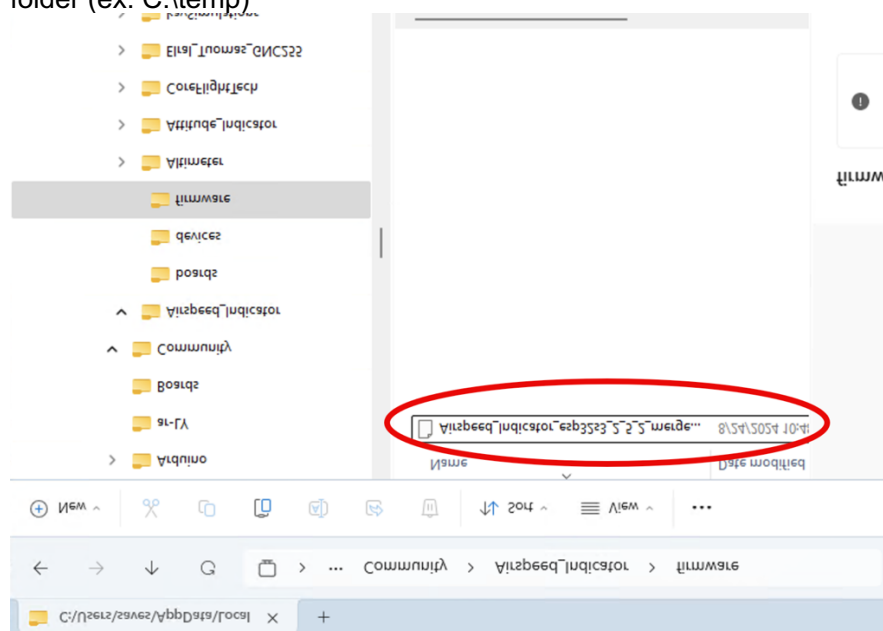 folder (ex: C:\temp)
C:\Users\saves\AppData\Local
… Community > Airspeed_Indicator > firmware
New Sort View
Name Date modified
Airspeed_Indicator_esp32s3_2_5_2_merge... 8/24/2024 10:4
Arduino
ar-LY
Boards
Community
Airspeed_Indicator
boards
devices
firmware
Altimeter
Attitude_Indicator
CoreFlightTech
Elral_Tuomas_GNC255
firmw